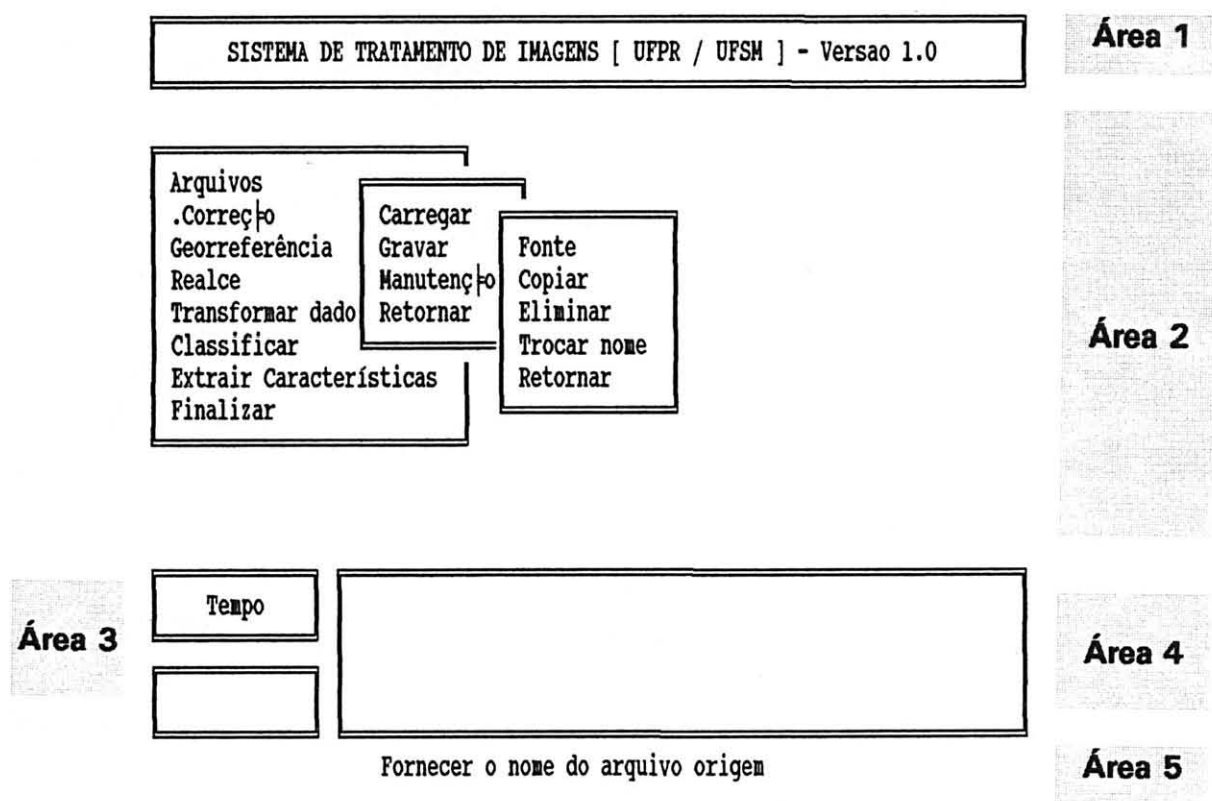 SISTEMA DE TRATAMENTO DE IMAGENS [ UFPR / UFSM ] - Versao 1.0
Área 1
Arquivos
.Correç├o
Georreferência
Realce
Transformar dado
Classificar
Extrair Características
Finalizar
Carregar
Gravar
Manutenç├o
Retornar
Fonte
Copiar
Eliminar
Trocar nome
Retornar
Área 2
Área 3
Tempo
Área 4
Fornecer o nome do arquivo origem
Área 5